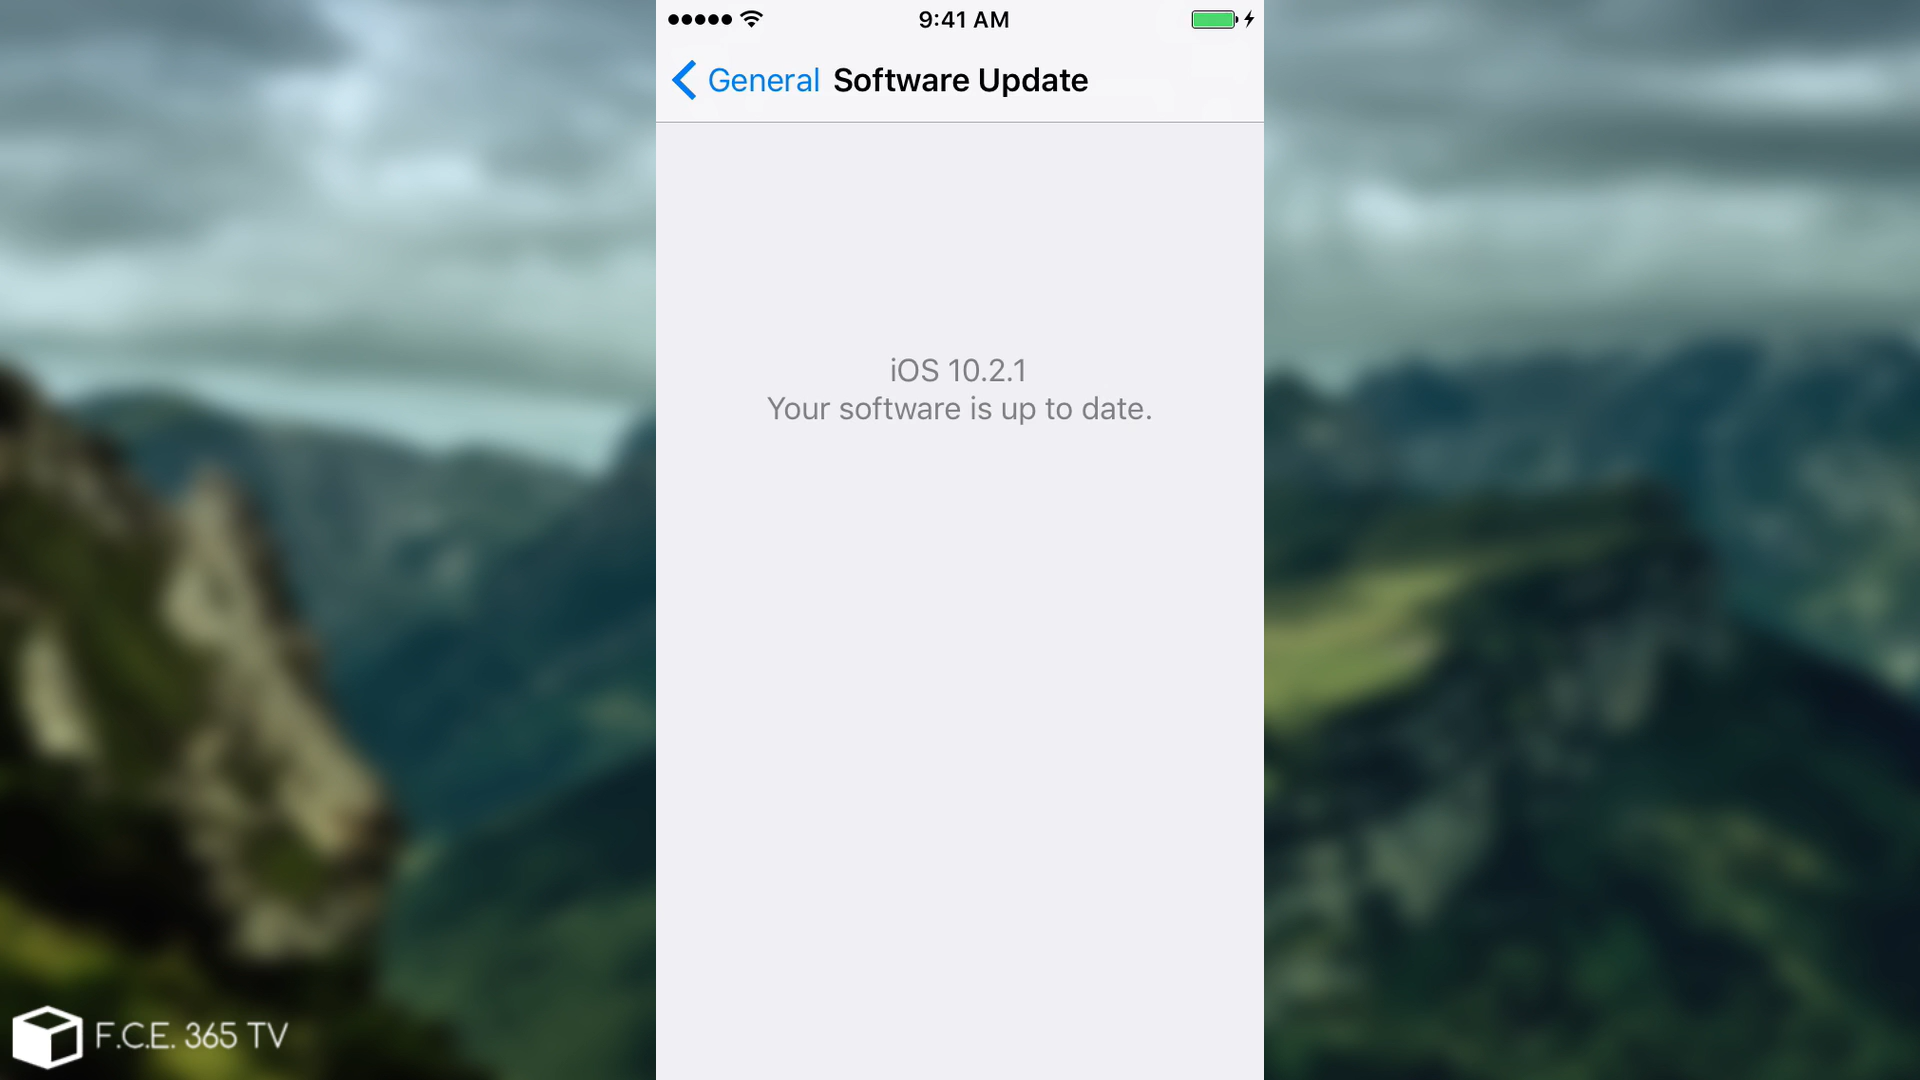 9:41 AM
General Software Update
iOS 10.2.1
Your software is up to date.
F.C.E. 365 TV